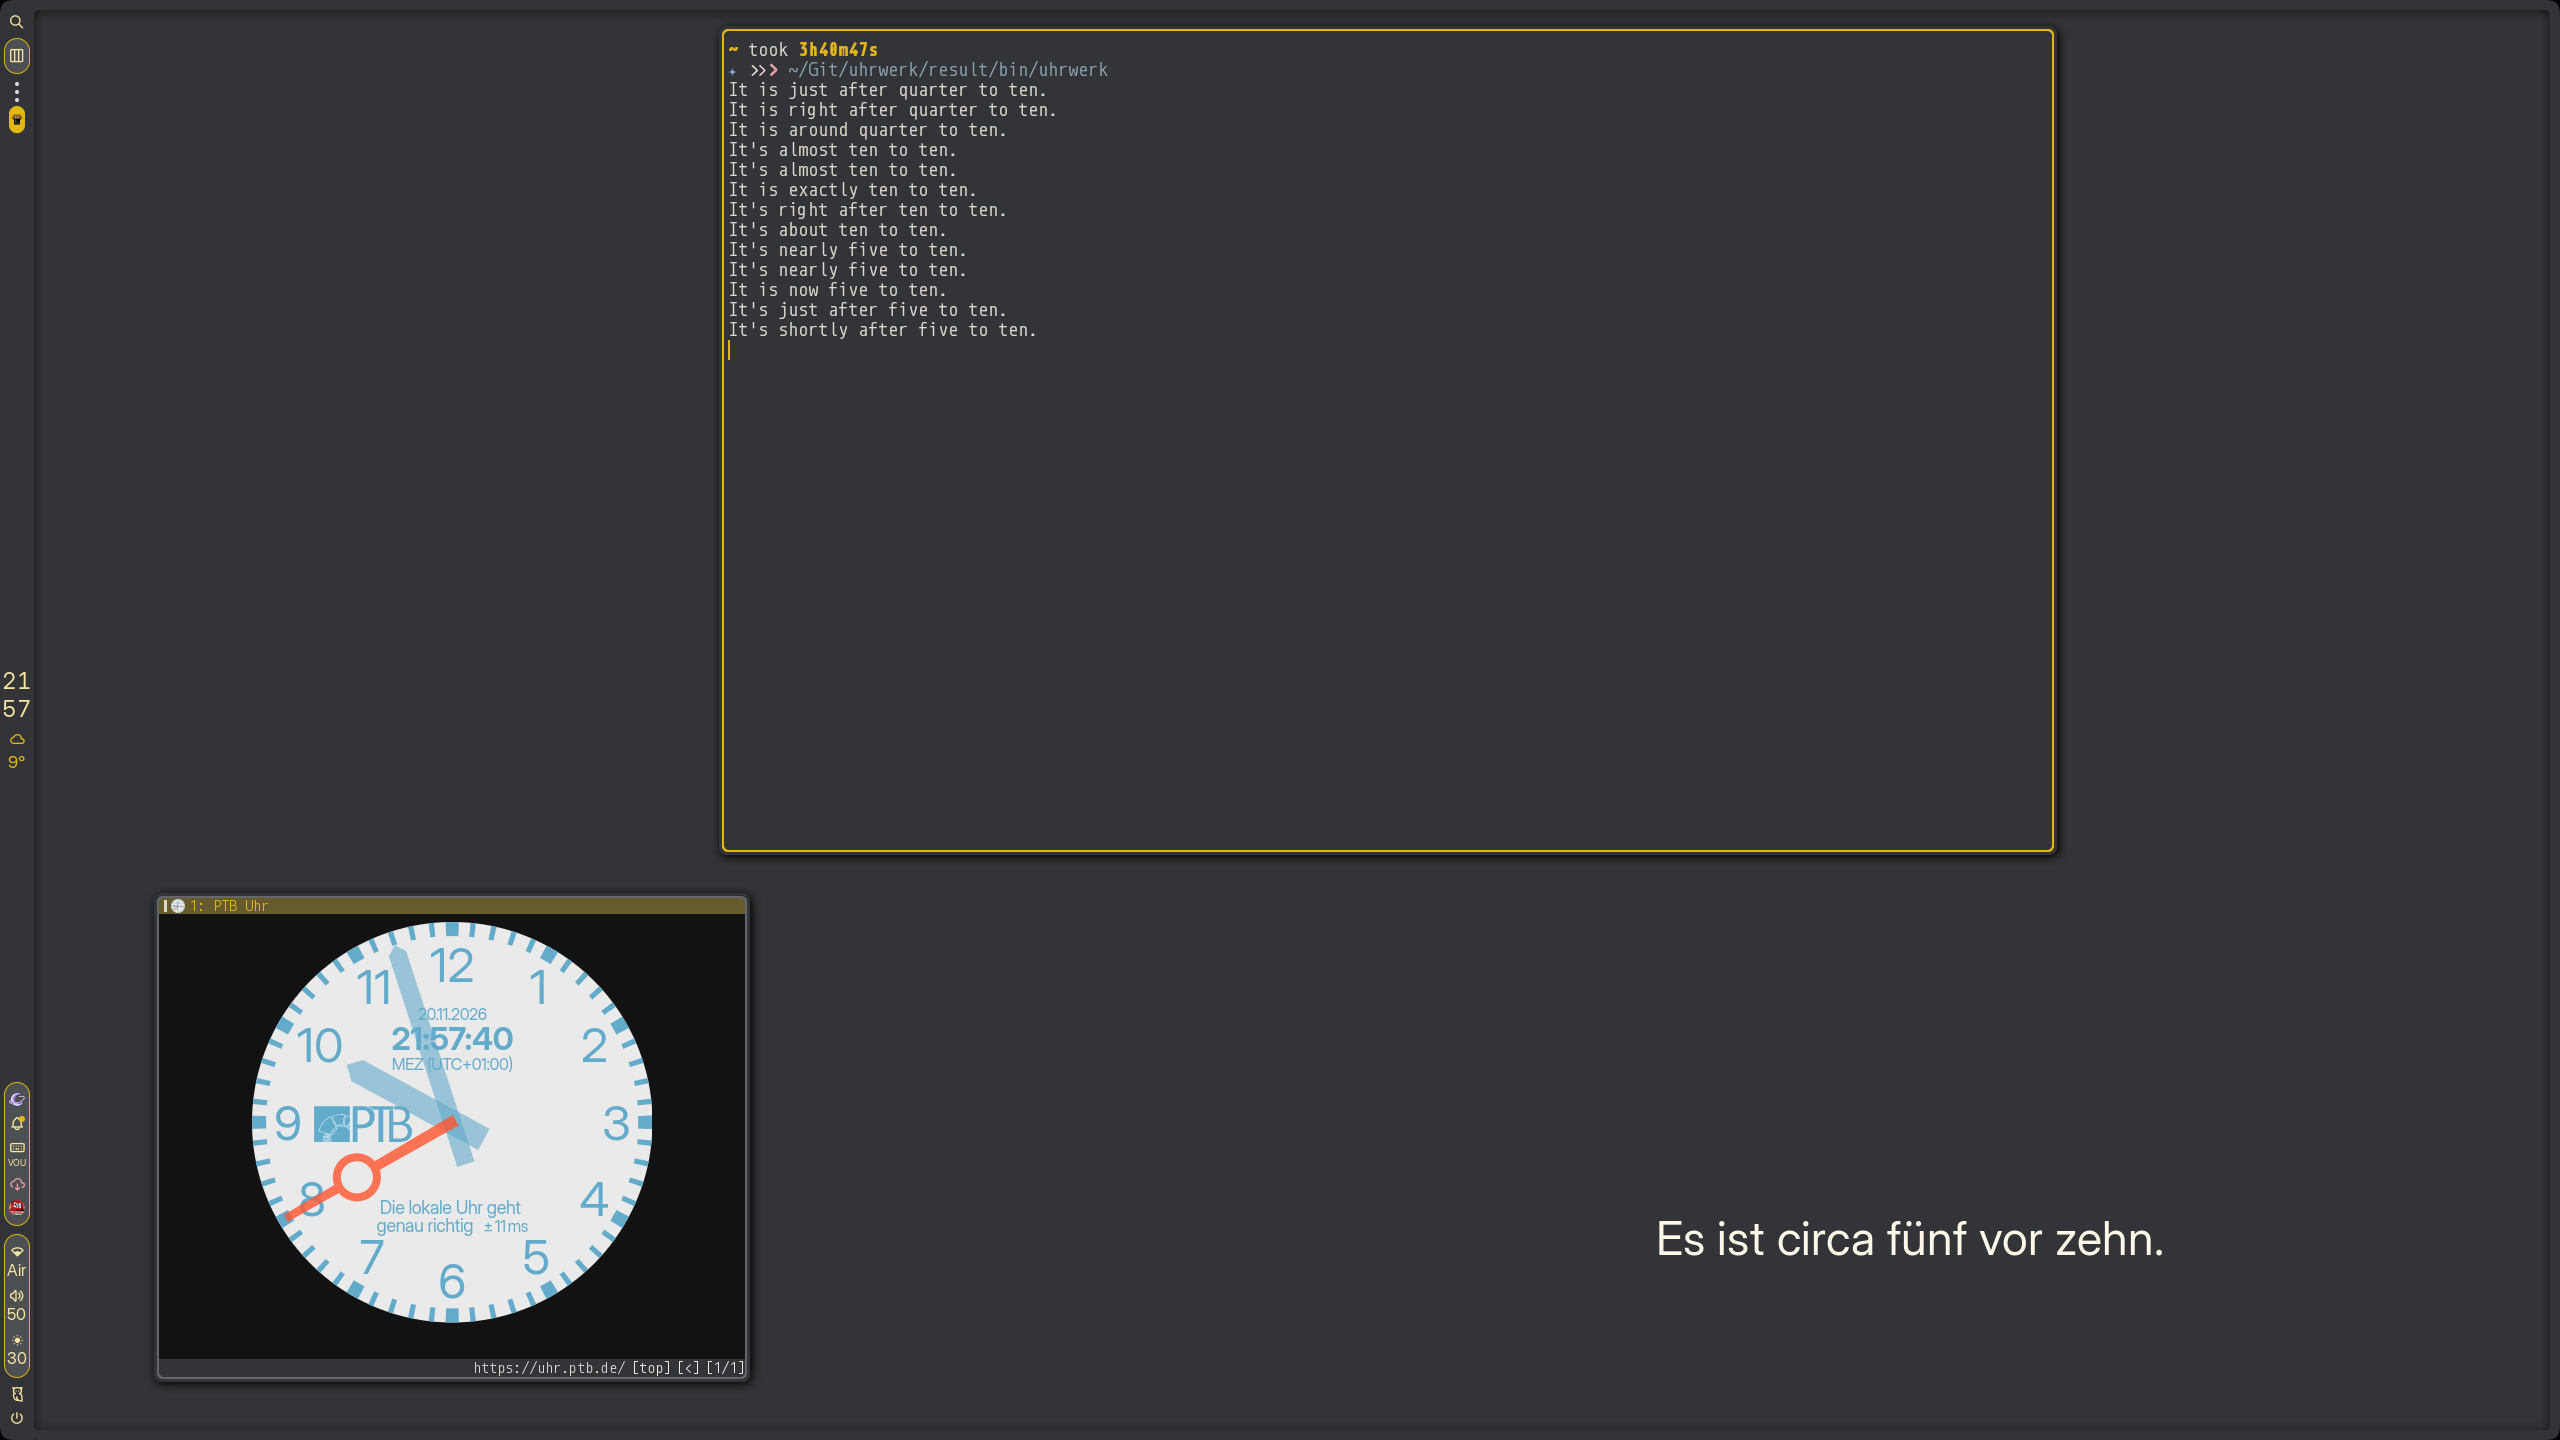 ~ took 3h40m47s
✦ >>❯ ~/Git/uhrwerk/result/bin/uhrwerk
It is just after quarter to ten.
It is right after quarter to ten.
It is around quarter to ten.
It's almost ten to ten.
It's almost ten to ten.
It is exactly ten to ten.
It's right after ten to ten.
It's about ten to ten.
It's nearly five to ten.
It's nearly five to ten.
It is now five to ten.
It's just after five to ten.
It's shortly after five to ten.
21
57
9°
VOU
Air
50
30
1: PTB Uhr
12
11
1
10
2
9
3
8
4
7
5
6
20.11.2026
21:57:40
MEZ (UTC+01:00)
PTB
Die lokale Uhr geht
genau richtig ±11ms
https://uhr.ptb.de/ [top] [<] [1/1]
Es ist circa fünf vor zehn.